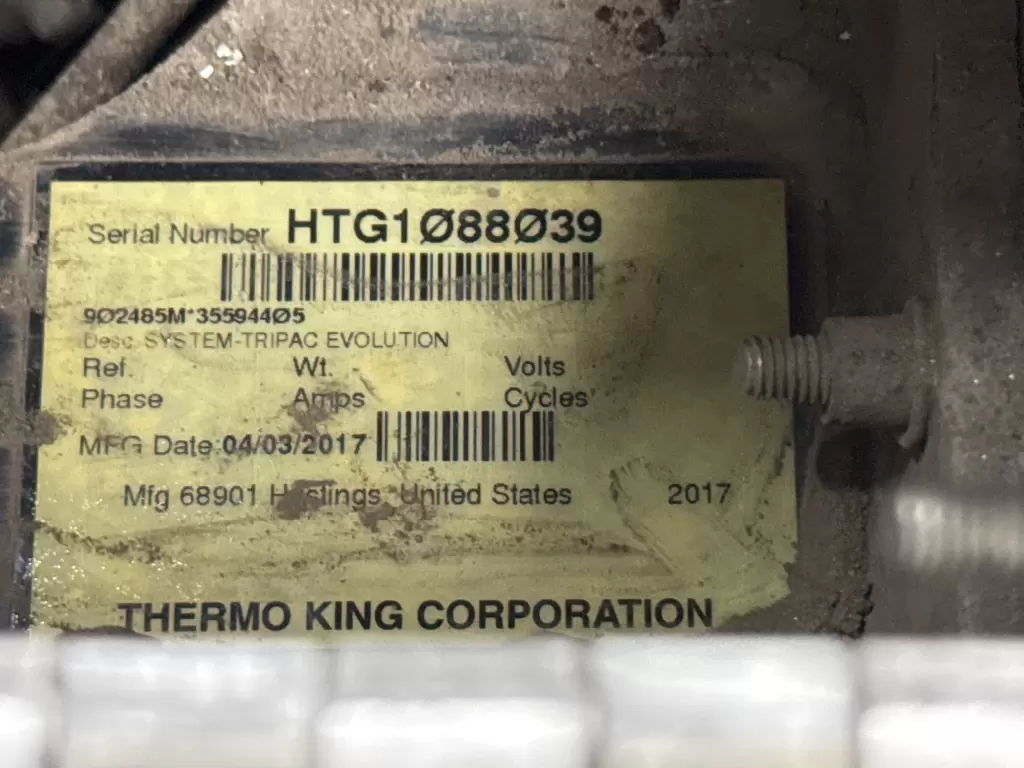 Serial Number HTG1Ø88Ø39
9Ø2485M*355944Ø5
Desc. SYSTEM-TRIPAC EVOLUTION
Ref. Wt. Volts
Phase Amps Cycles
MFG Date 04/03/2017
Mfg 68901 Hastings, United States 2017
THERMO KING CORPORATION